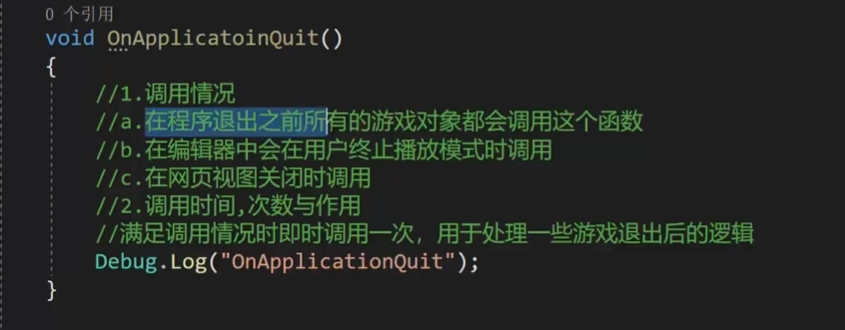 0 个引用
void OnApplicatoinQuit()
{
//1.调用情况
//a.在程序退出之前所有的游戏对象都会调用这个函数
//b.在编辑器中会在用户终止播放模式时调用
//c.在网页视图关闭时调用
//2.调用时间,次数与作用
//满足调用情况时即时调用一次，用于处理一些游戏退出后的逻辑
Debug.Log("OnApplicationQuit");
}